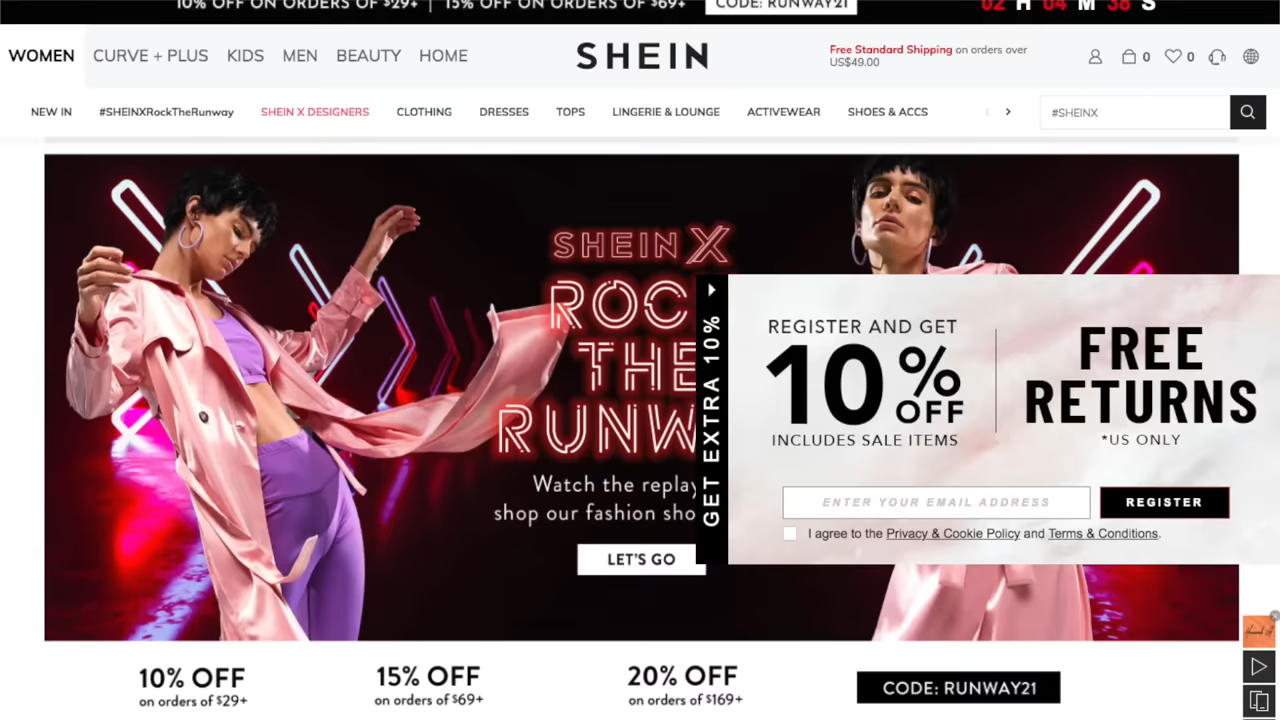 10% OFF ON ORDERS OF $29+ | 15% OFF ON ORDERS OF $69+ CODE: RUNWAY21 02 H 04 M 38 S
WOMEN CURVE + PLUS KIDS MEN BEAUTY HOME
SHEIN
Free Standard Shipping on orders over
US$49.00
0 0
NEW IN #SHEINXRockTheRunway SHEIN X DESIGNERS CLOTHING DRESSES TOPS LINGERIE & LOUNGE ACTIVEWEAR SHOES & ACCS
#SHEINX
SHEIN X
ROC
THE
RUNW
Watch the replay
shop our fashion sho
LET'S GO
GET EXTRA 10%
REGISTER AND GET
10% OFF
INCLUDES SALE ITEMS
FREE
RETURNS
*US ONLY
ENTER YOUR EMAIL ADDRESS
REGISTER
I agree to the Privacy & Cookie Policy and Terms & Conditions.
10% OFF
on orders of $29+
15% OFF
on orders of $69+
20% OFF
on orders of $169+
CODE: RUNWAY21